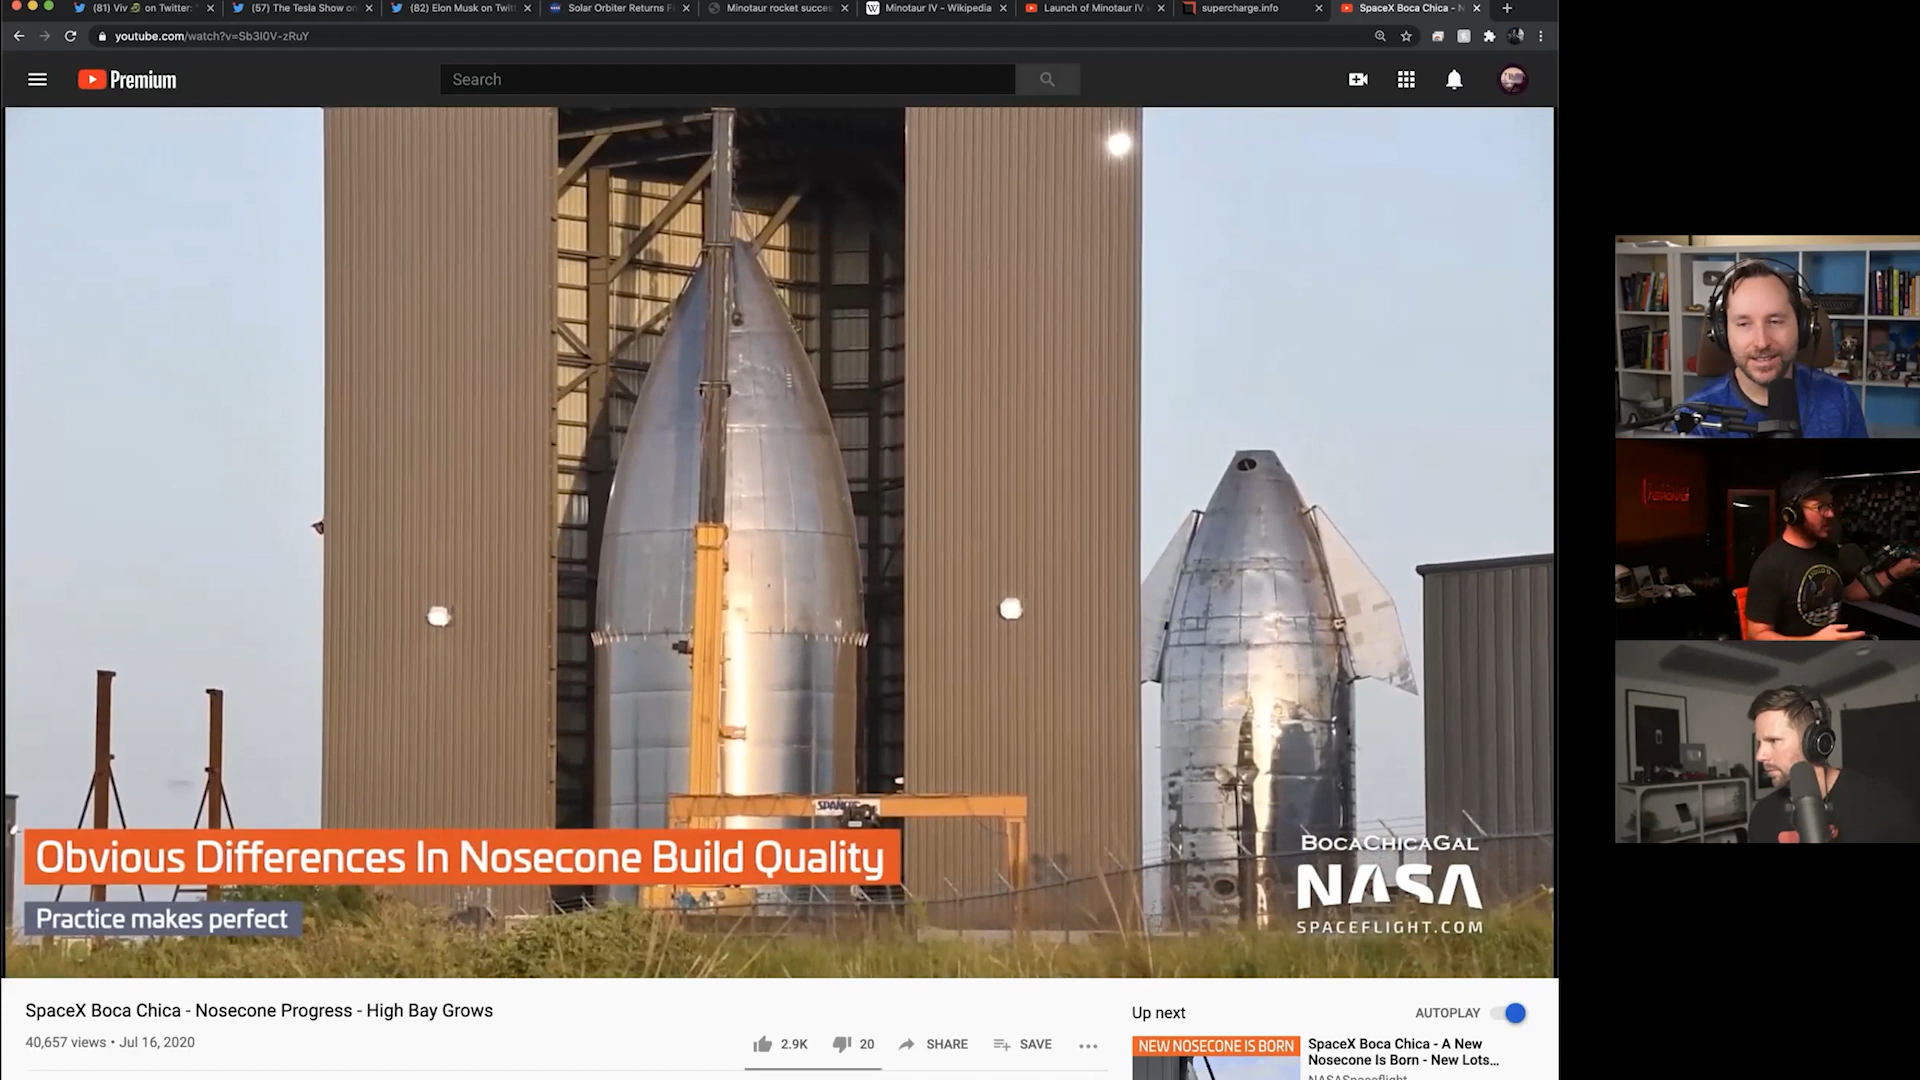 (81) Viv on Twitter: "
(57) The Tesla Show on
(82) Elon Musk on Twitt
Solar Orbiter Returns F
Minotaur rocket succes
Minotaur IV - Wikipedia
Launch of Minotaur IV
supercharge.info
SpaceX Boca Chica - N
youtube.com/watch?v=Sb3I0V-zRuY
Premium
Search
SPANCO
Obvious Differences In Nosecone Build Quality
Practice makes perfect
BOCACHICAGAL
NASA
SPACEFLIGHT.COM
SpaceX Boca Chica - Nosecone Progress - High Bay Grows
40,657 views • Jul 16, 2020
2.9K
20
SHARE
SAVE
Up next
AUTOPLAY
NEW NOSECONE IS BORN
SpaceX Boca Chica - A New
Nosecone Is Born - New Lots...
NASASpaceflight